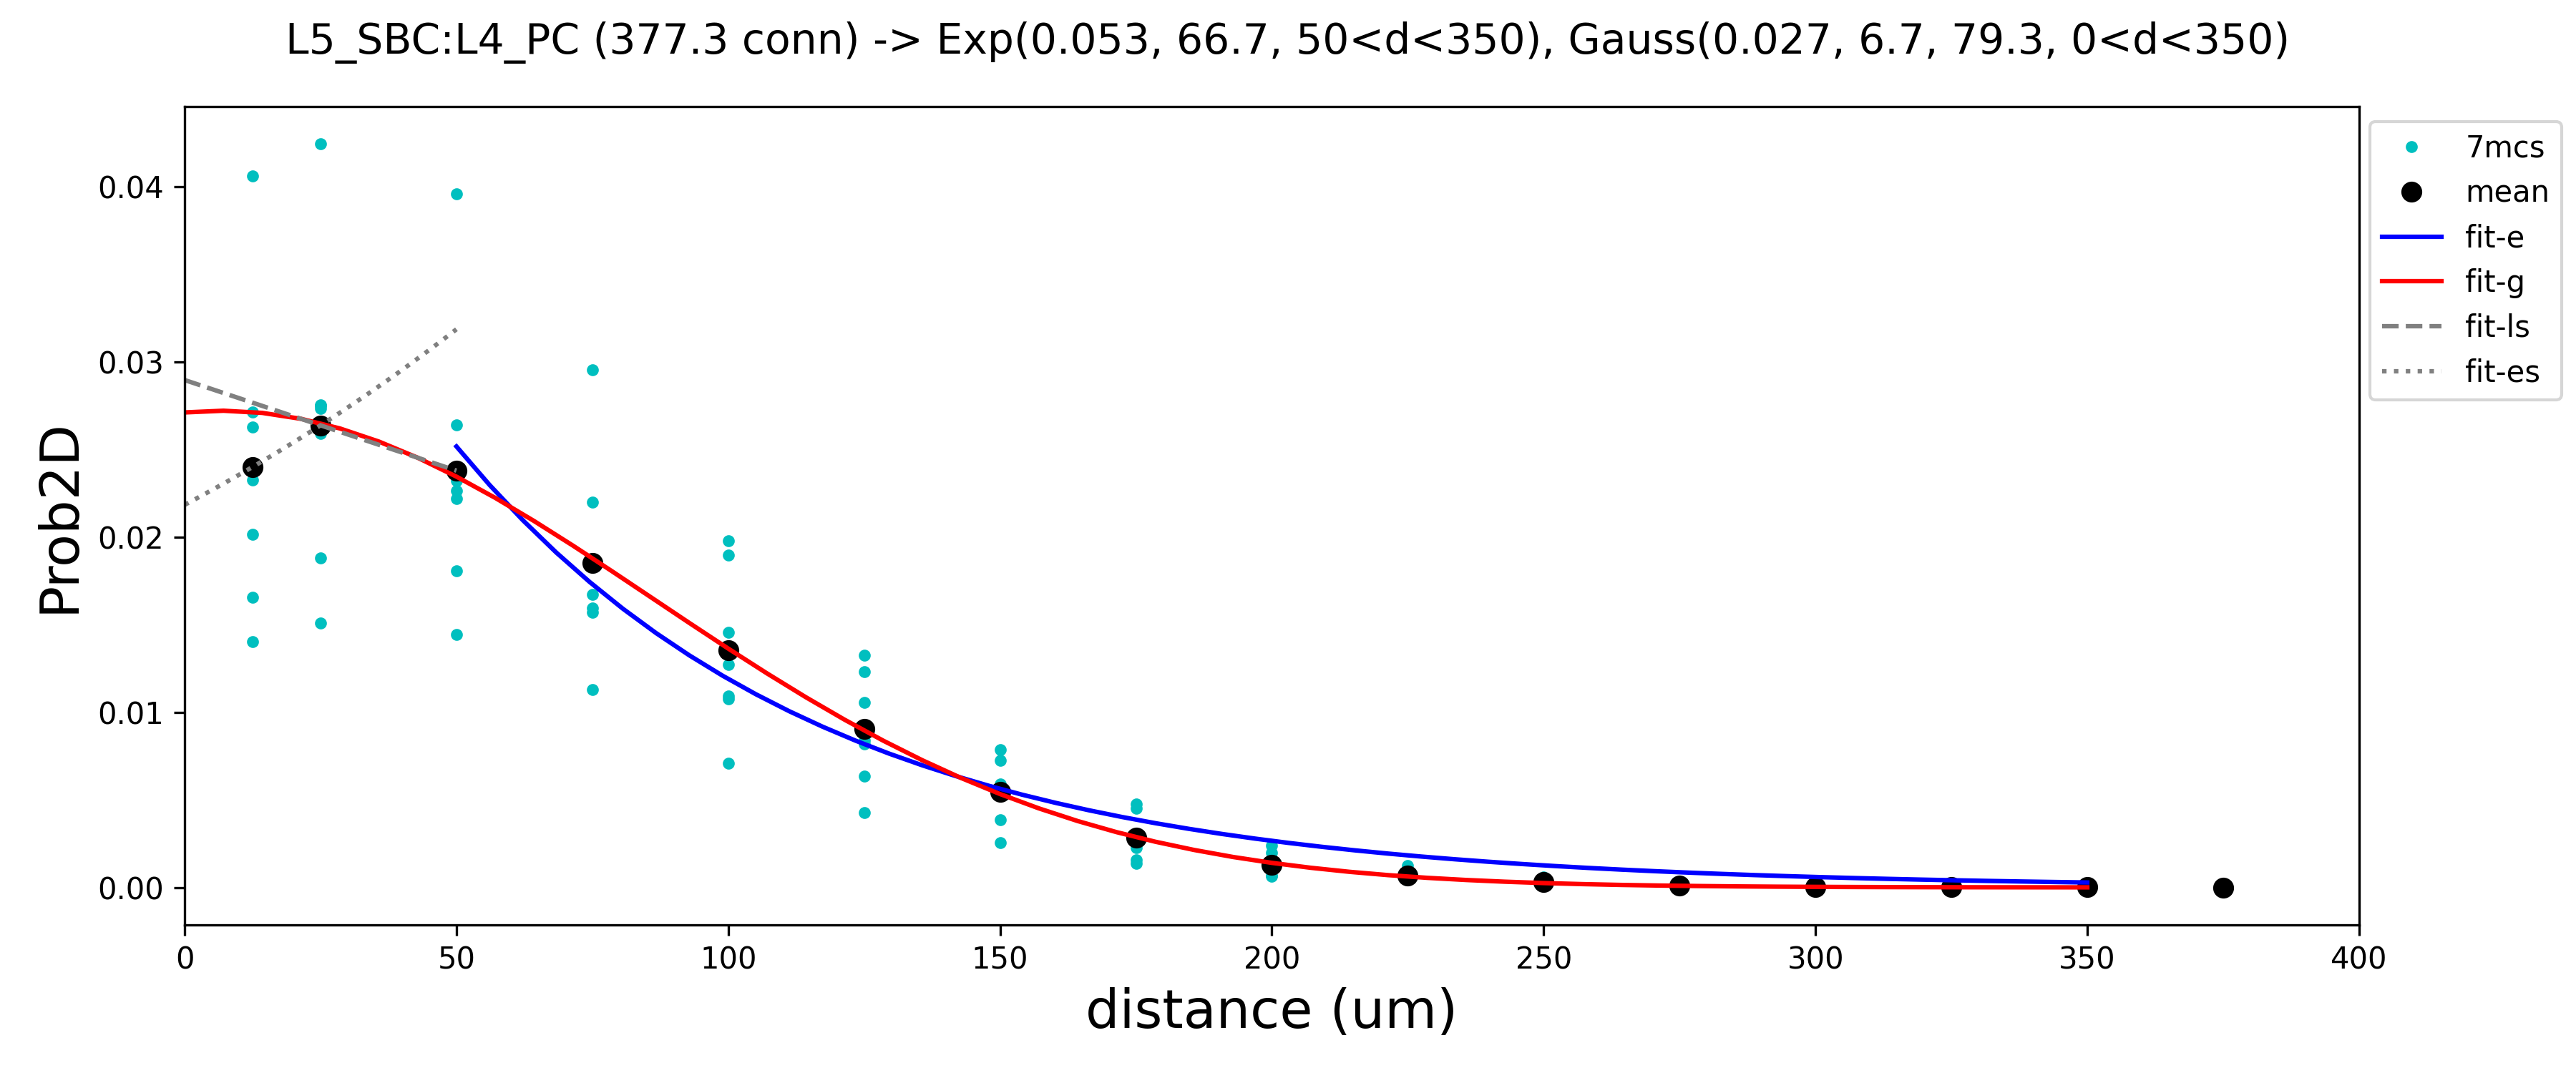 L5_SBC:L4_PC (377.3 conn) -> Exp(0.053, 66.7, 50<d<350), Gauss(0.027, 6.7, 79.3, 0<d<350)
7mcs
mean
fit-e
fit-g
fit-ls
fit-es
Prob2D
0.04
0.03
0.02
0.01
0.00
0 50 100 150 200 250 300 350 400
distance (um)